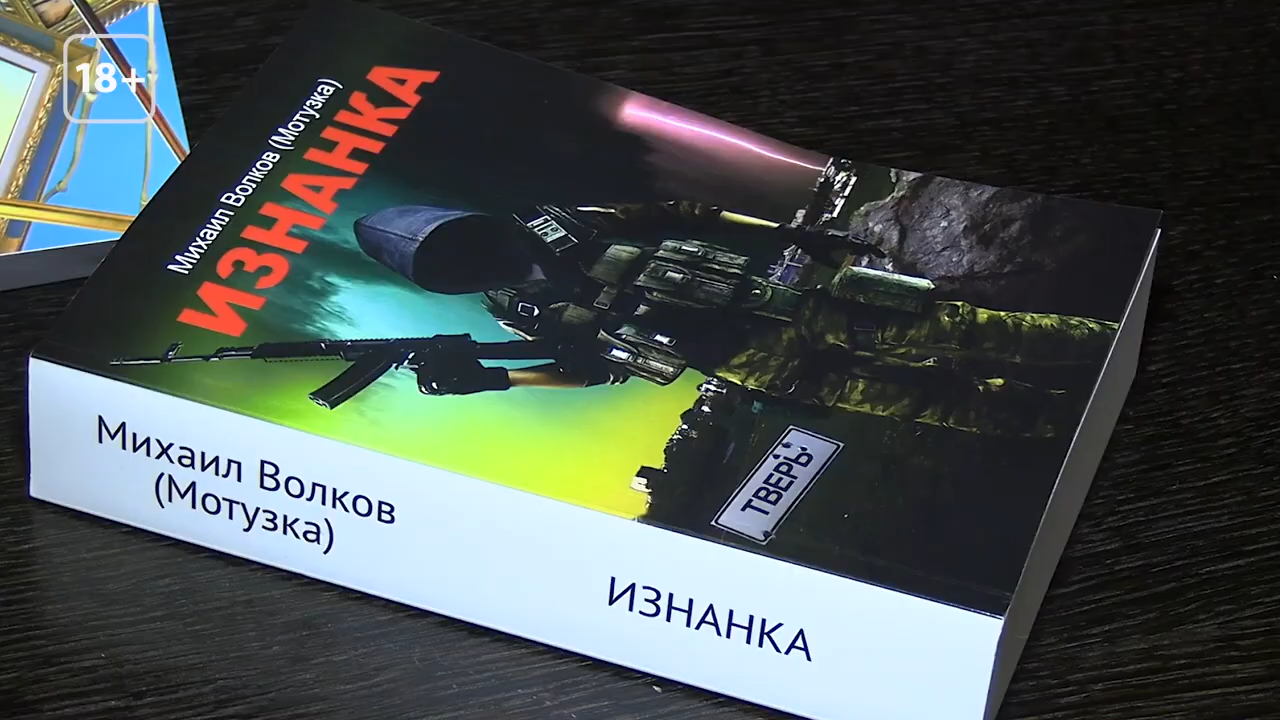 18+
Михаил Волков (Мотузка)
ИЗНАНКА
ТВЕРЬ
Михаил Волков
(Мотузка)
ИЗНАНКА